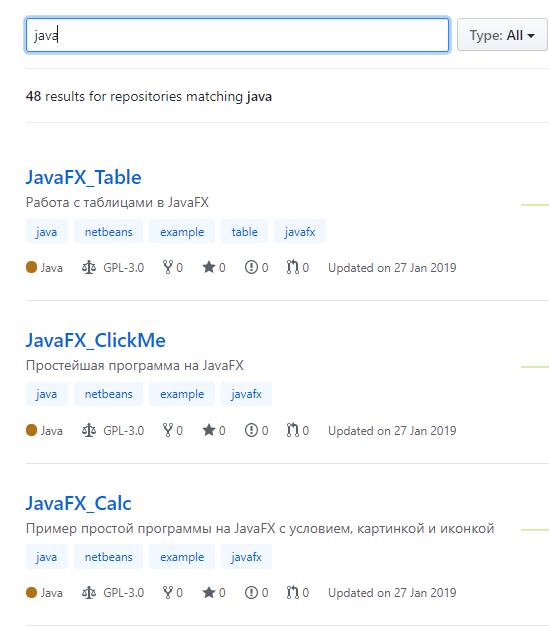 java
Type: All
48 results for repositories matching java
JavaFX_Table
Работа с таблицами в JavaFX
java netbeans example table javafx
Java GPL-3.0 0 0 0 0 Updated on 27 Jan 2019
JavaFX_ClickMe
Простейшая программа на JavaFX
java netbeans example javafx
Java GPL-3.0 0 0 0 0 Updated on 27 Jan 2019
JavaFX_Calc
Пример простой программы на JavaFX с условием, картинкой и иконкой
java netbeans example javafx
Java GPL-3.0 0 0 0 0 Updated on 27 Jan 2019